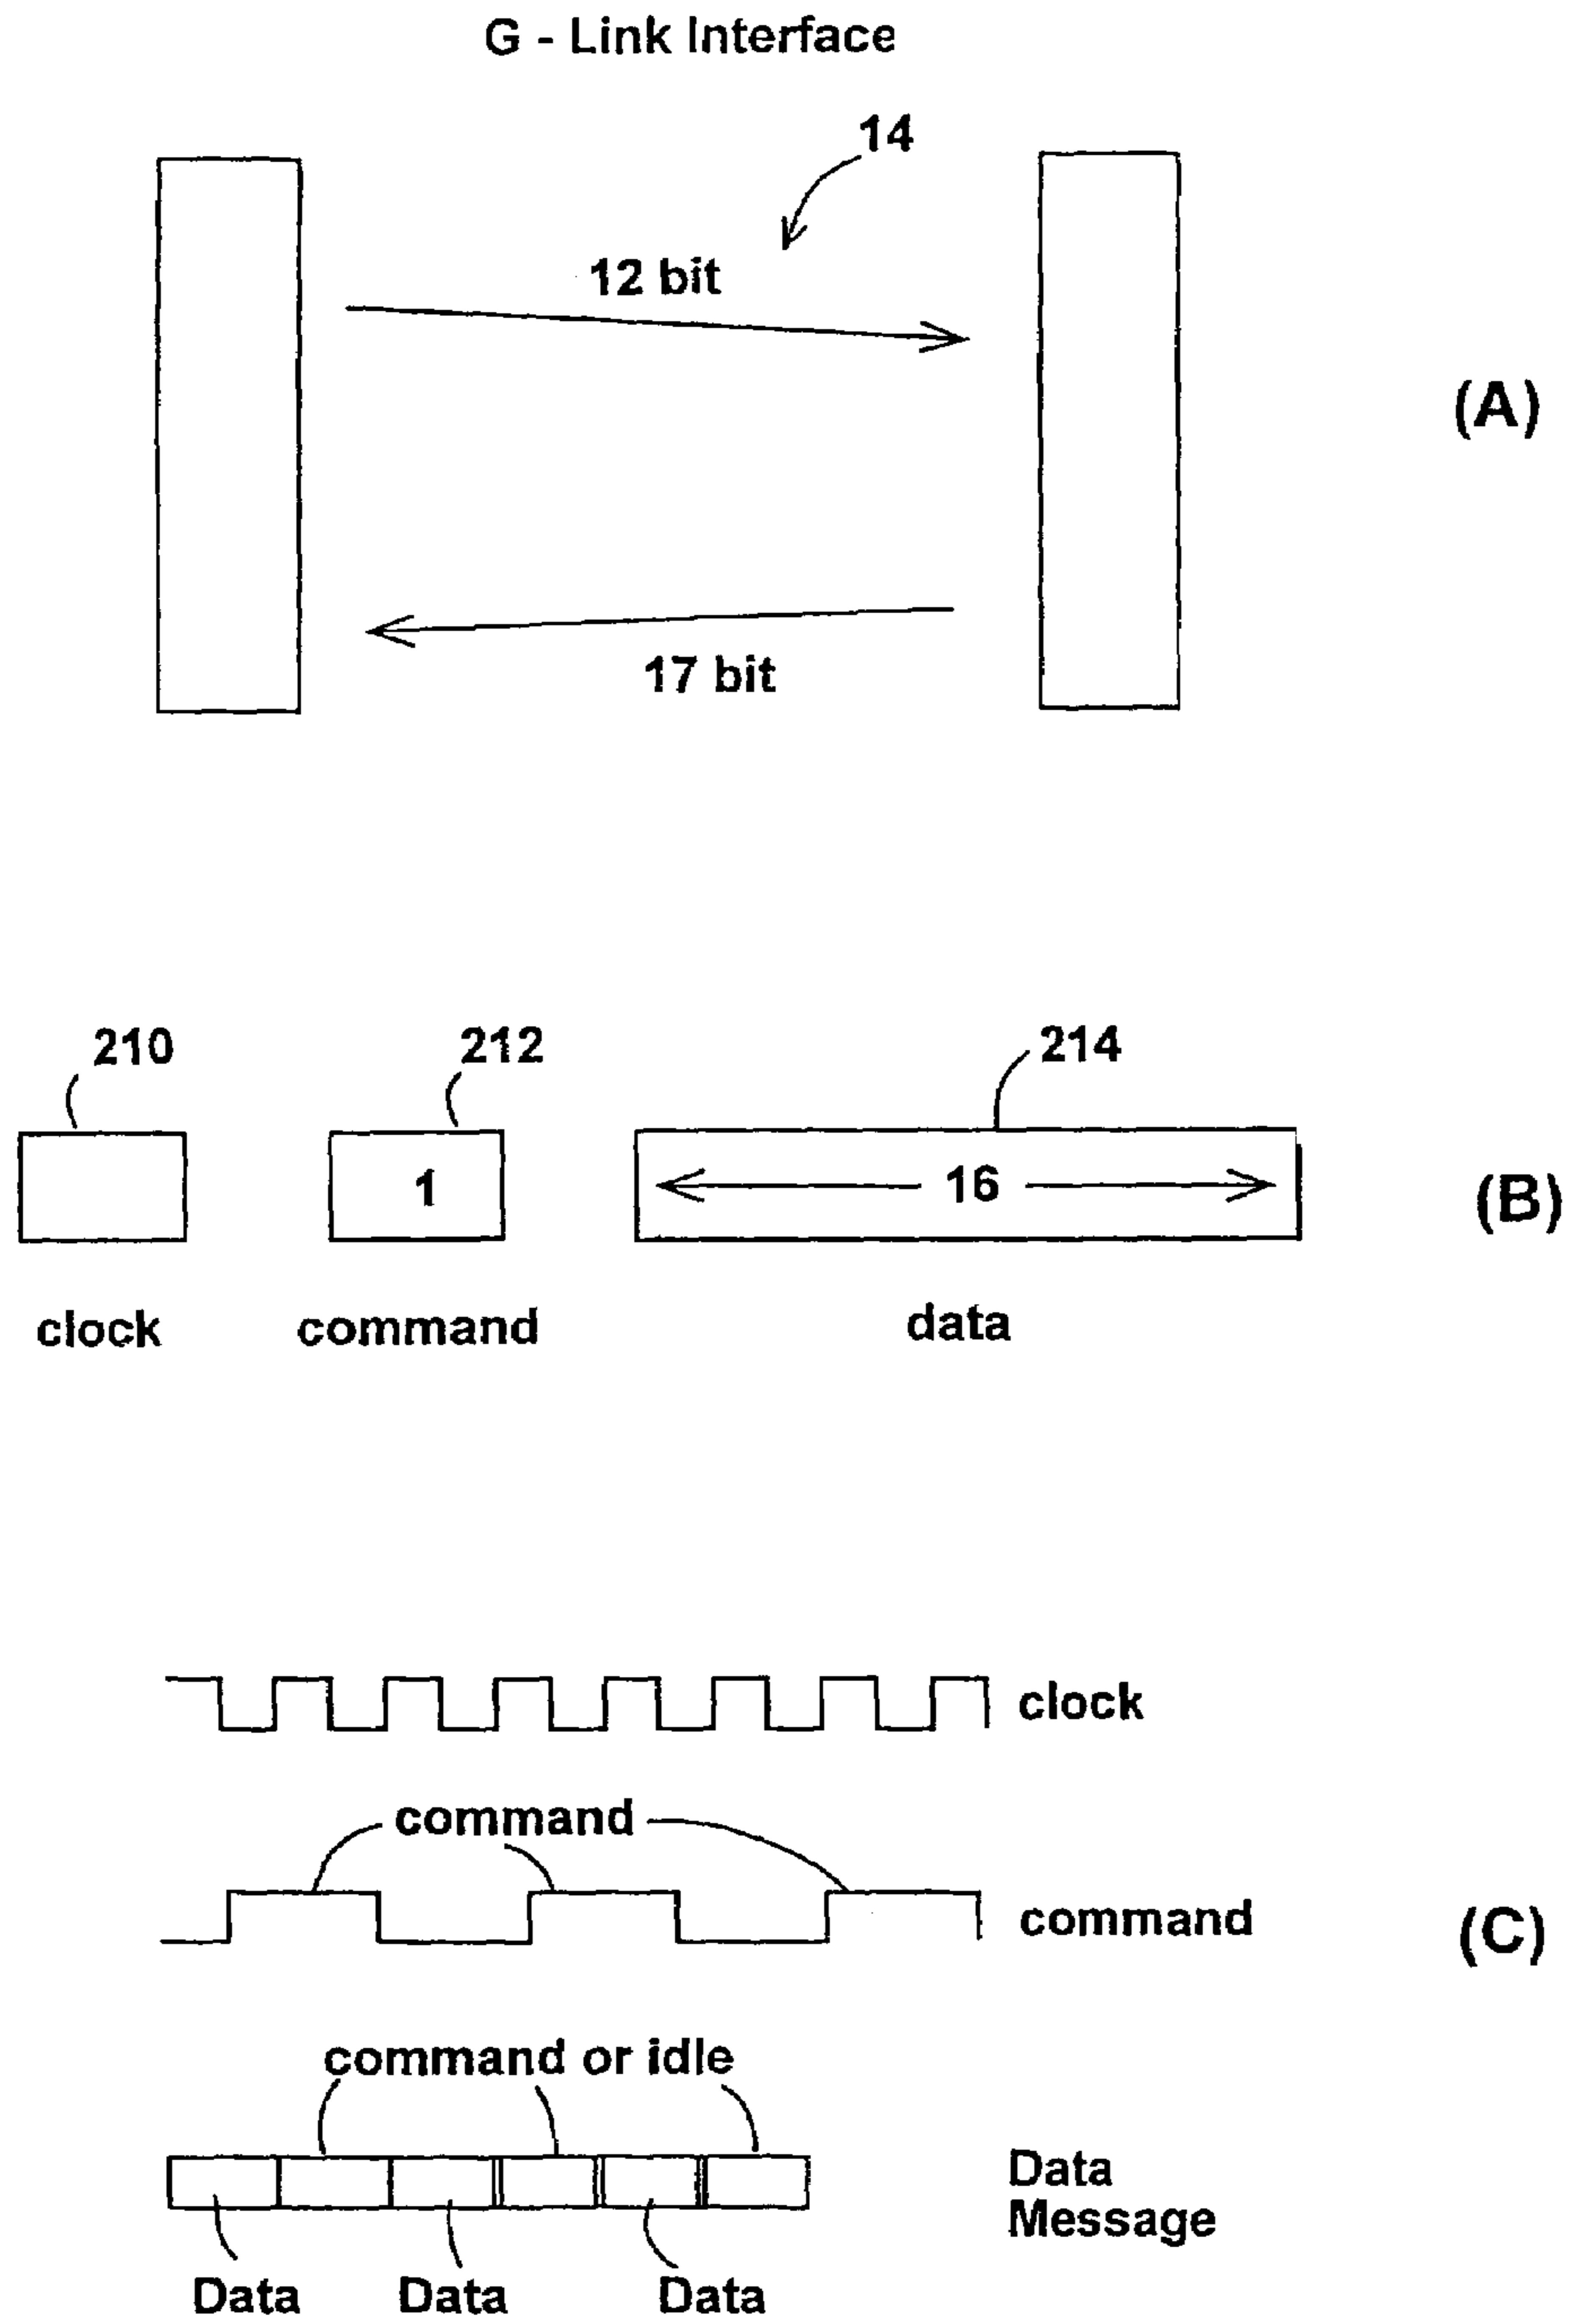 G - Link Interface
14
12 bit
(A)
17 bit
210
212
214
1
16
(B)
clock
command
data
clock
command
command
(C)
command or idle
Data
Message
Data
Data
Data